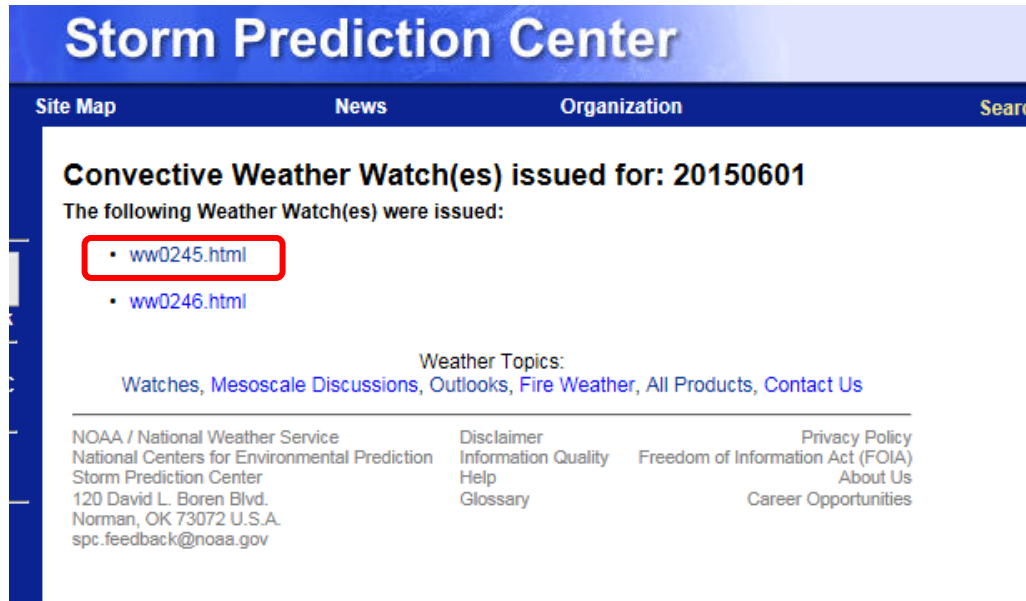 Storm Prediction Center
Site Map News Organization
Convective Weather Watch(es) issued for: 20150601
The following Weather Watch(es) were issued:
• ww0245.html
• ww0246.html
Weather Topics:
Watches, Mesoscale Discussions, Outlooks, Fire Weather, All Products, Contact Us
NOAA / National Weather Service
National Centers for Environmental Prediction
Storm Prediction Center
120 David L. Boren Blvd.
Norman, OK 73072 U.S.A.
spc.feedback@noaa.gov
Disclaimer
Information Quality
Help
Glossary
Privacy Policy
Freedom of Information Act (FOIA)
About Us
Career Opportunities